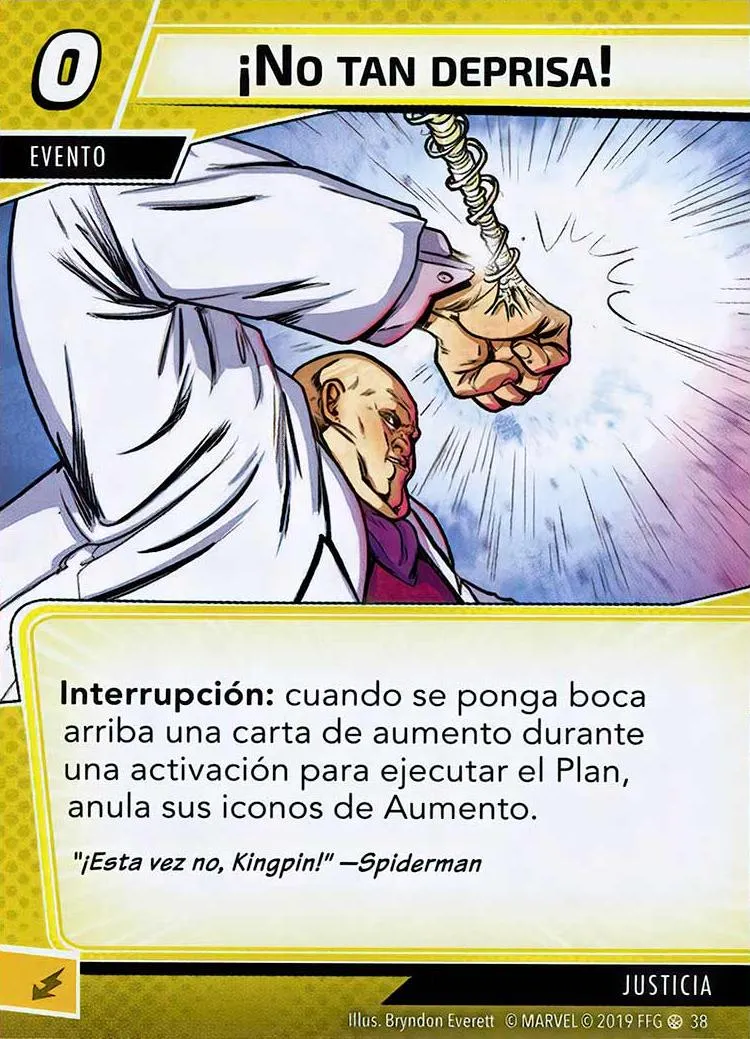 0
¡No tan deprisa!
EVENTO
Interrupción: cuando se ponga boca
arriba una carta de aumento durante
una activación para ejecutar el Plan,
anula sus iconos de Aumento.
"¡Esta vez no, Kingpin!" —Spiderman
JUSTICIA
Illus. Bryndon Everett © MARVEL © 2019 FFG 38